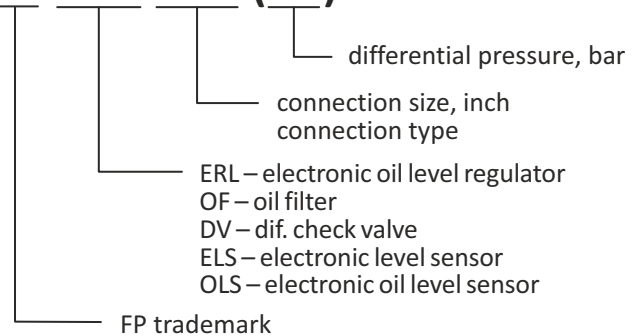 differential pressure, bar
connection size, inch
connection type
ERL – electronic oil level regulator
OF – oil filter
DV – dif. check valve
ELS – electronic level sensor
OLS – electronic oil level sensor
FP trademark